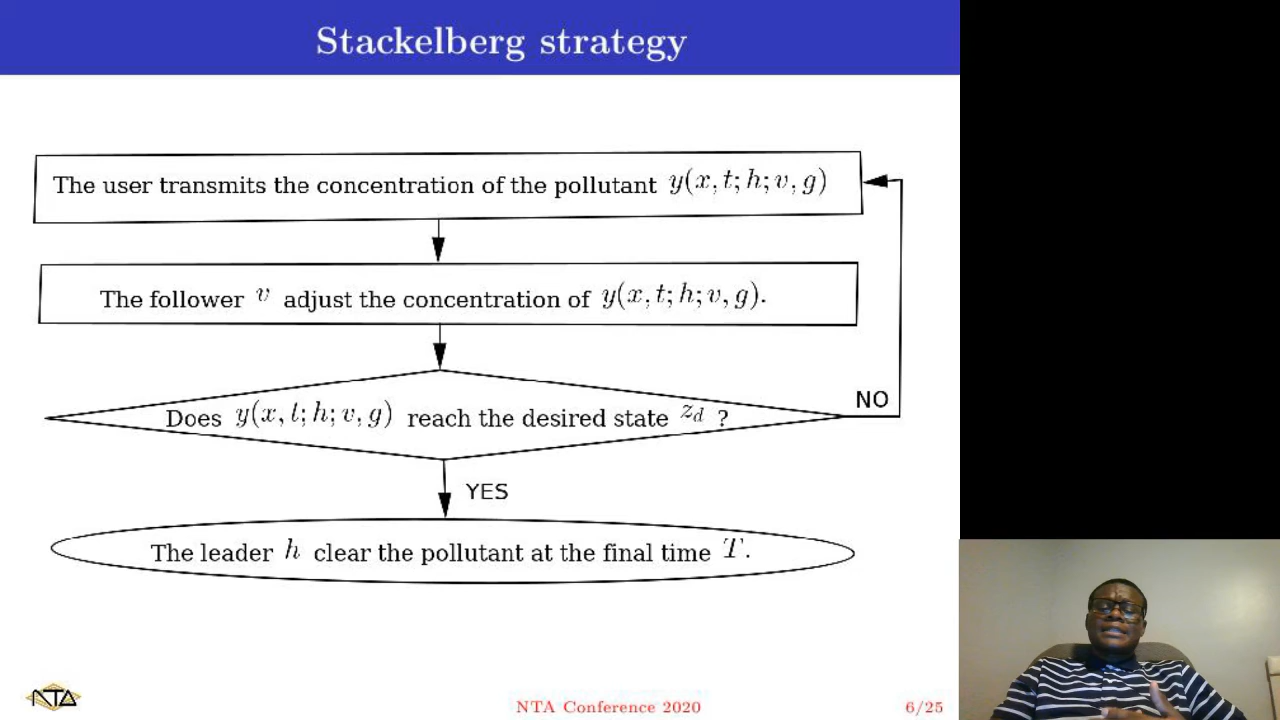 Stackelberg strategy
The user transmits the concentration of the pollutant y(x, t; h; v, g)
The follower v adjust the concentration of y(x, t; h; v, g).
Does y(x, t; h; v, g) reach the desired state z_d ?
NO
YES
The leader h clear the pollutant at the final time T.
NTA
NTA Conference 2020
6/25